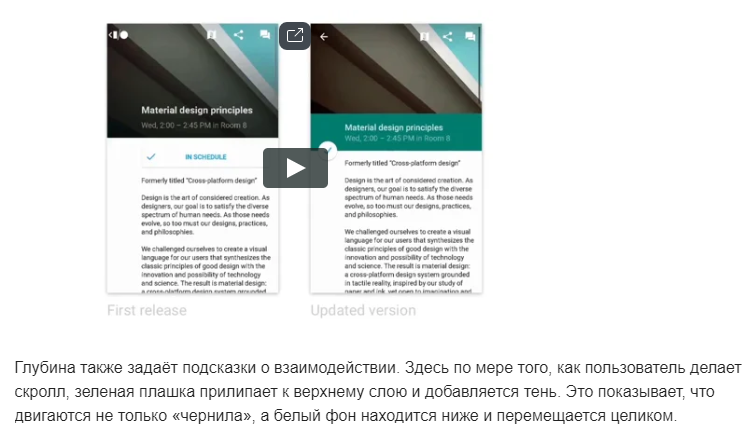 Material design principles
Wed, 2:00 – 2:45 PM in Room 8
IN SCHEDULE
Formerly titled "Cross-platform design"
Design is the art of considered creation. As
designers, our goal is to satisfy the diverse
spectrum of human needs. As those needs
evolve, so too must our designs, practices,
and philosophies.
We challenged ourselves to create a visual
language for our users that synthesizes the
classic principles of good design with the
innovation and possibility of technology
and science. The result is material design:
a cross-platform design system grounded
First release
Material design principles
Wed, 2:00 – 2:45 PM in Room 8
Formerly titled "Cross-platform design"
Design is the art of considered creation. As
designers, our goal is to satisfy the diverse
spectrum of human needs. As those needs
evolve, so too must our designs, practices,
and philosophies.
We challenged ourselves to create a visual
language for our users that synthesizes the
classic principles of good design with the
innovation and possibility of technology
and science. The result is material design:
a cross-platform design system grounded
in tactile reality, inspired by our study of
paper and ink, yet open to imagination and
Updated version
Глубина также задаёт подсказки о взаимодействии. Здесь по мере того, как пользователь делает
скролл, зеленая плашка прилипает к верхнему слою и добавляется тень. Это показывает, что
двигаются не только «чернила», а белый фон находится ниже и перемещается целиком.